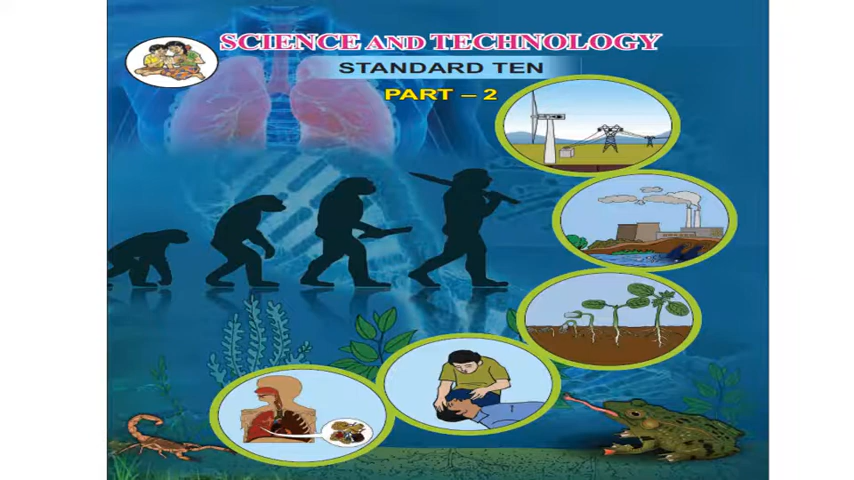 SCIENCE AND TECHNOLOGY
STANDARD TEN
PART – 2